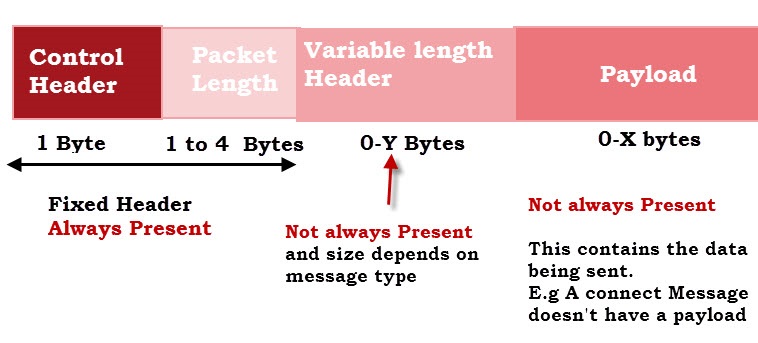 Control
Header
Packet
Length
Variable length
Header
Payload
1 Byte
1 to 4  Bytes
0-Y Bytes
0-X bytes
Fixed Header
Always Present
Not always Present
and size depends on
message type
Not always Present
This contains the data
being sent.
E.g A connect Message
doesn't have a payload